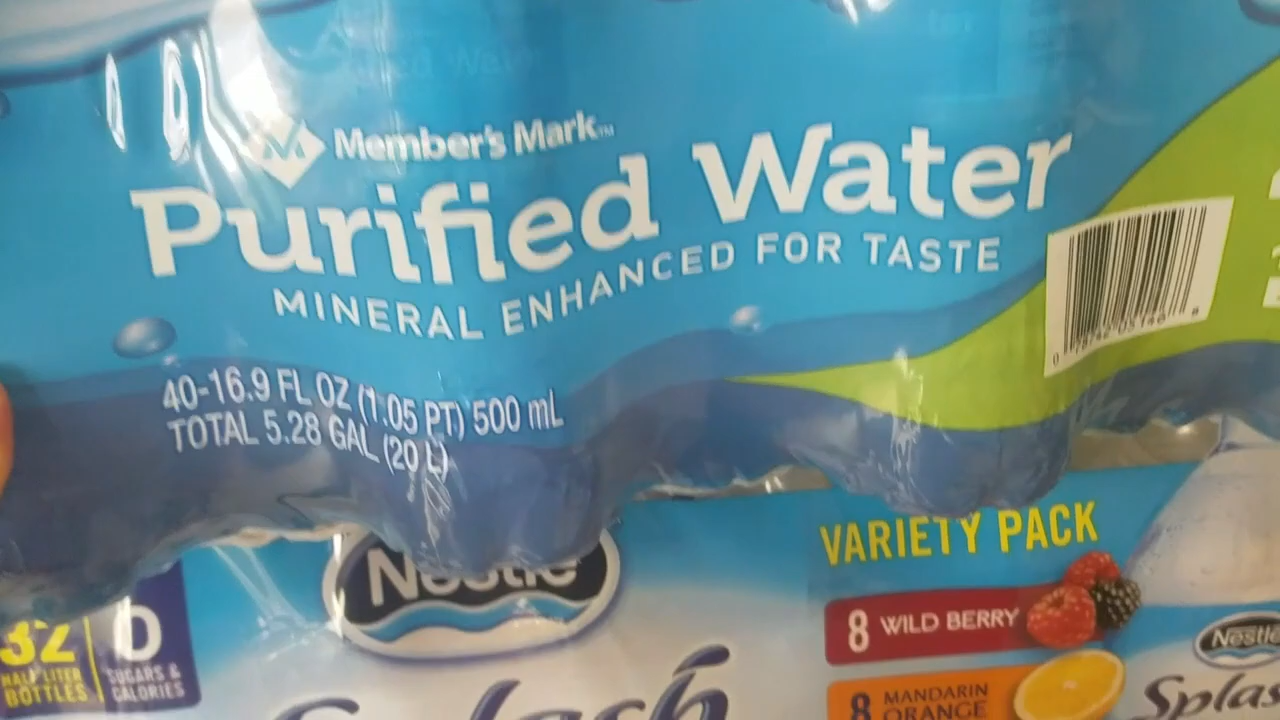 Member's Mark™
Purified Water
MINERAL ENHANCED FOR TASTE
40-16.9 FL OZ (1.05 PT) 500 mL
TOTAL 5.28 GAL (20 L)
Nestle
VARIETY PACK
8 WILD BERRY
8 MANDARIN
ORANGE
32
HALF LITER
BOTTLES
0
SUGARS &
CALORIES
Splash
Nestle
Splas